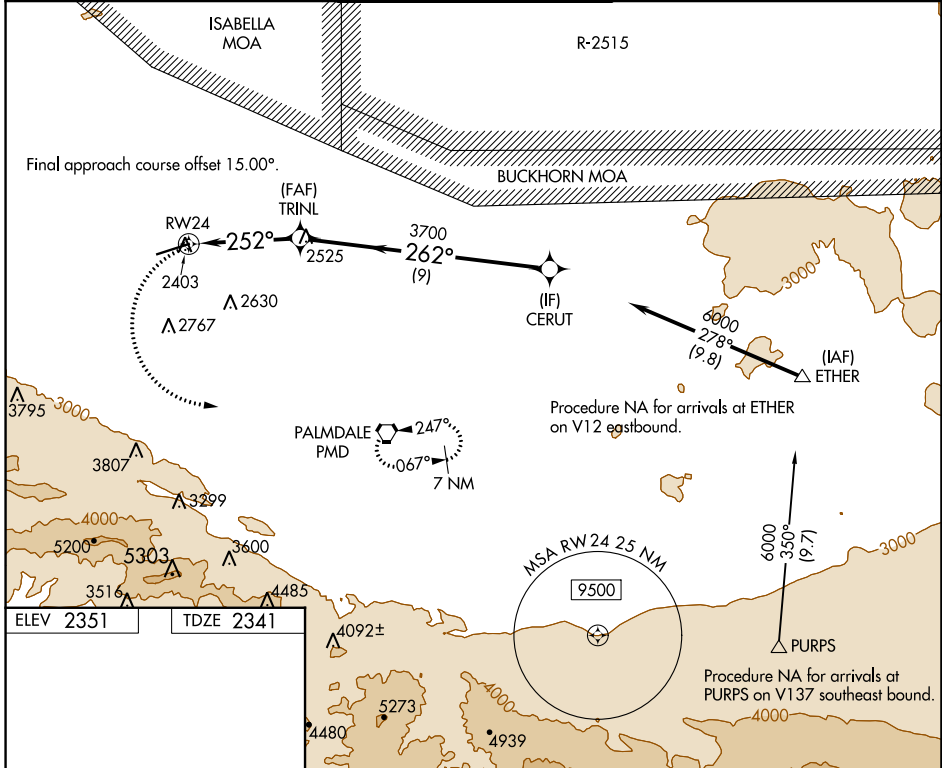 ISABELLA
MOA
R-2515
Final approach course offset 15.00°.
BUCKHORN MOA
(FAF)
TRINL
RW24
252°
2525
3700
262°
(9)
(IF)
CERUT
2403
2630
2767
3000
6000
278°
(9.8)
(IAF)
ETHER
Procedure NA for arrivals at ETHER
on V12 eastbound.
3795
3000
PALMDALE
PMD
247°
067°
7 NM
3807
3299
4000
5200
5303
3600
3516
4485
MSA RW24 25 NM
9500
6000
350°
(9.7)
3000
ELEV 2351
TDZE 2341
4092±
PURPS
Procedure NA for arrivals at
PURPS on V137 southeast bound.
4000
4000
5273
4480
4939